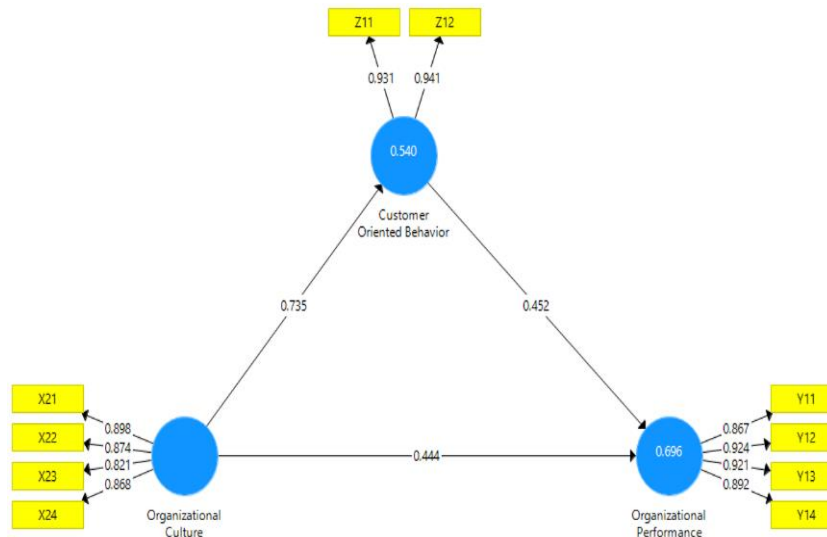 Z11
Z12
0.931
0.941
0.540
Customer
Oriented Behavior
0.735
0.452
X21
X22
X23
X24
0.898
0.874
0.821
0.868
Organizational
Culture
0.444
0.696
Organizational
Performance
0.867
0.924
0.921
0.892
Y11
Y12
Y13
Y14